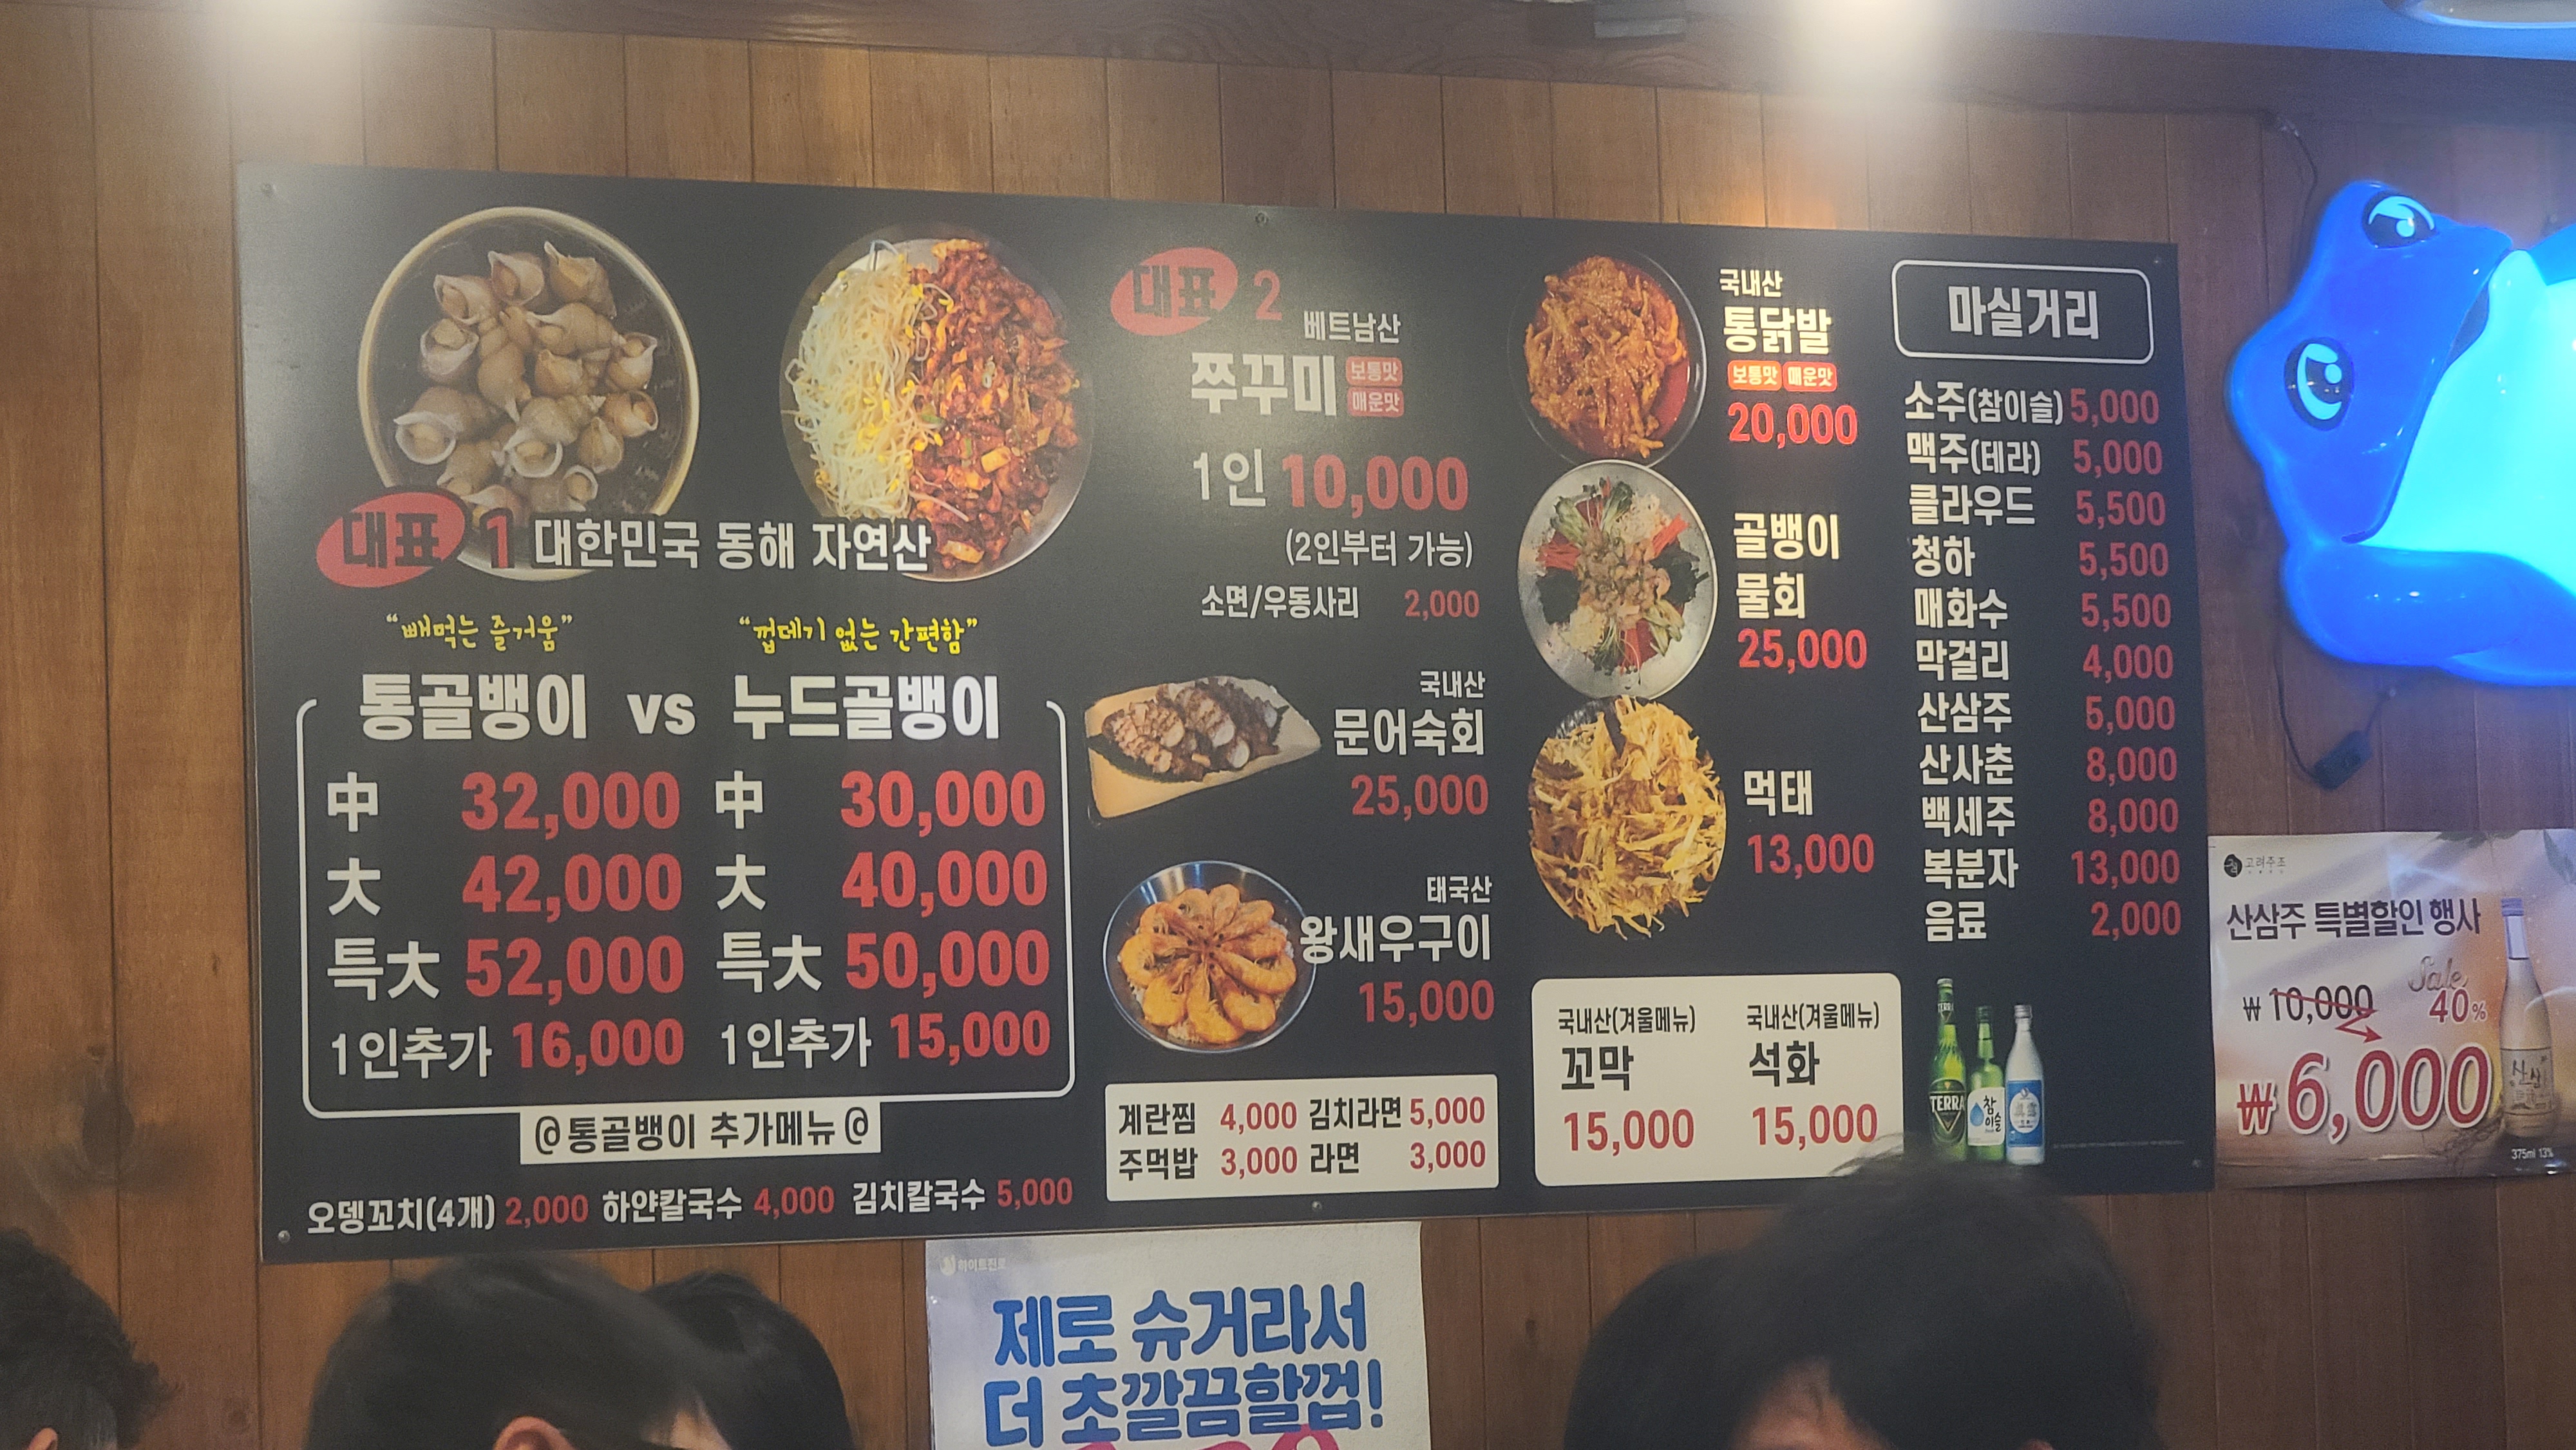 대표 1 대한민국 동해 자연산
“빼먹는 즐거움”
“껍데기 없는 간편함”
통골뱅이 vs 누드골뱅이
中 32,000 中 30,000
大 42,000 大 40,000
특大 52,000 특大 50,000
1인추가 16,000 1인추가 15,000
@통골뱅이 추가메뉴@
오뎅꼬치(4개) 2,000 하얀칼국수 4,000 김치칼국수 5,000
대표 2
베트남산
쭈꾸미 보통맛 매운맛
1인 10,000
(2인부터 가능)
소면/우동사리 2,000
국내산
문어숙회
25,000
태국산
왕새우구이
15,000
계란찜 4,000 김치라면 5,000
주먹밥 3,000 라면 3,000
국내산
통닭발
보통맛 매운맛
20,000
골뱅이
물회
25,000
먹태
13,000
국내산(겨울메뉴)
꼬막
15,000
국내산(겨울메뉴)
석화
15,000
마실거리
소주(참이슬) 5,000
맥주(테라) 5,000
클라우드 5,500
청하 5,500
매화수 5,500
막걸리 4,000
산삼주 5,000
산사춘 8,000
백세주 8,000
복분자 13,000
음료 2,000
TERRA
참이슬
고려주조
산삼주 특별할인 행사
Sale
₩10,000 40%
₩6,000
375ml 13%
하이트진로
제로 슈거라서
더 초깔끔할껍!